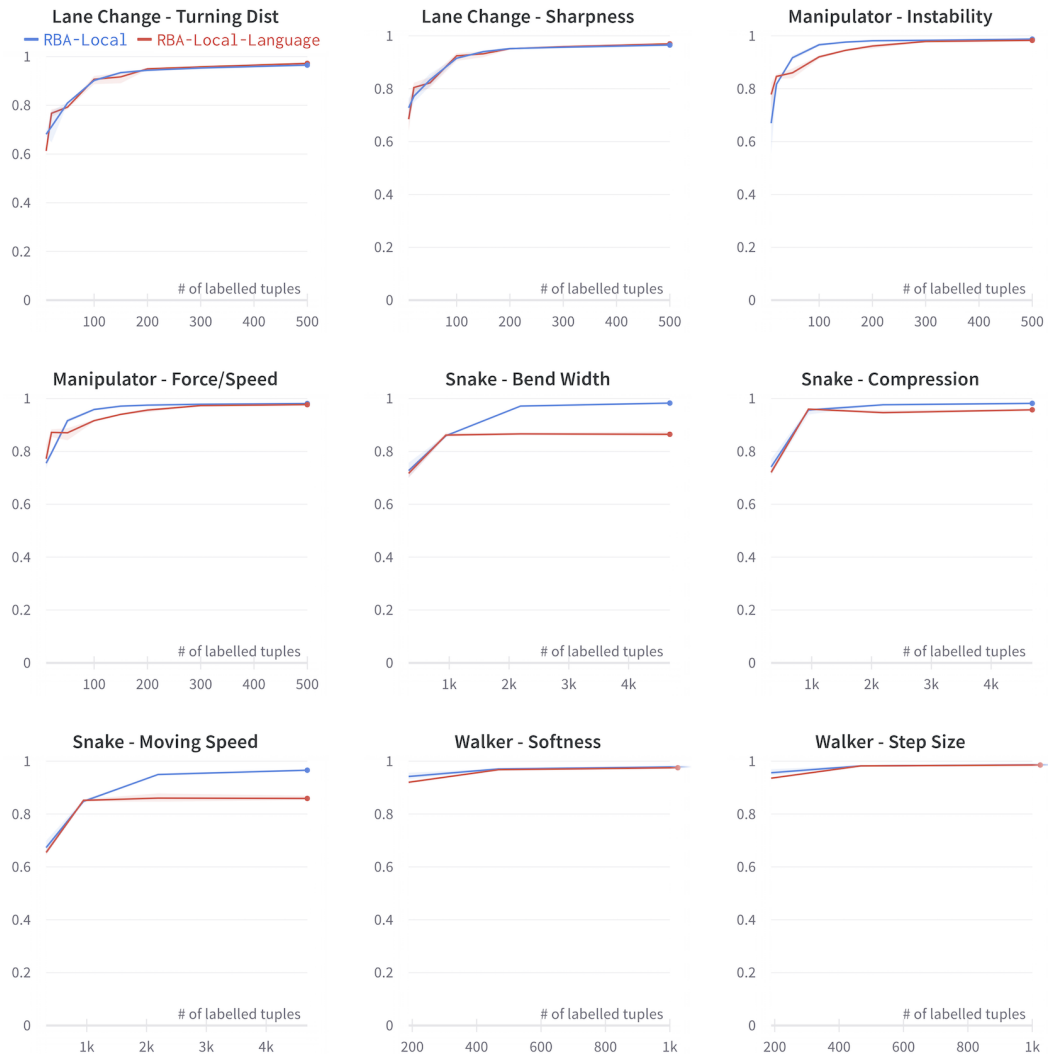 Lane Change - Turning Dist
RBA-Local RBA-Local-Language
1
0.8
0.6
0.4
0.2
0
# of labelled tuples
100 200 300 400 500
Lane Change - Sharpness
1
0.8
0.6
0.4
0.2
0
# of labelled tuples
100 200 300 400 500
Manipulator - Instability
1
0.8
0.6
0.4
0.2
0
# of labelled tuples
100 200 300 400 500
Manipulator - Force/Speed
1
0.8
0.6
0.4
0.2
0
# of labelled tuples
100 200 300 400 500
Snake - Bend Width
1
0.8
0.6
0.4
0.2
0
# of labelled tuples
1k 2k 3k 4k
Snake - Compression
1
0.8
0.6
0.4
0.2
0
# of labelled tuples
1k 2k 3k 4k
Snake - Moving Speed
1
0.8
0.6
0.4
0.2
0
# of labelled tuples
1k 2k 3k 4k
Walker - Softness
1
0.8
0.6
0.4
0.2
0
# of labelled tuples
200 400 600 800 1k
Walker - Step Size
1
0.8
0.6
0.4
0.2
0
# of labelled tuples
200 400 600 800 1k